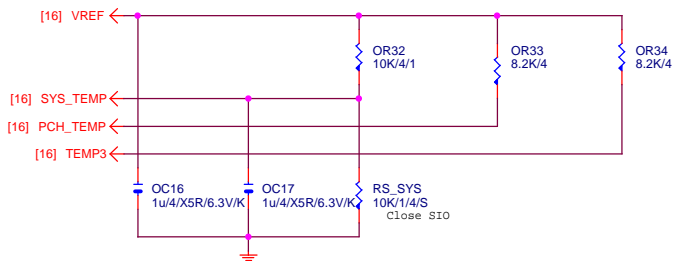 [16] VREF
OR32
10K/4/1
OR33
8.2K/4
OR34
8.2K/4
[16] SYS_TEMP
[16] PCH_TEMP
[16] TEMP3
OC16
1u/4/X5R/6.3V/K
OC17
1u/4/X5R/6.3V/K
RS_SYS
10K/1/4/S
Close SIO